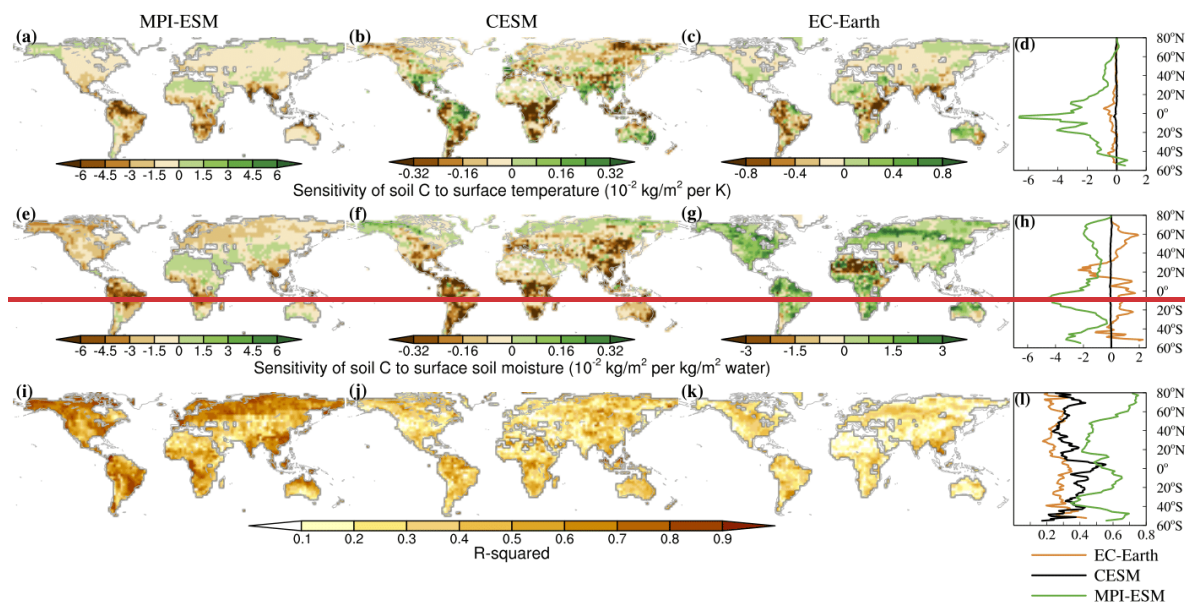 MPI-ESM CESM EC-Earth
(a) (b) (c) (d) 80°N
60°N
40°N
20°N
0°
20°S
40°S
60°S
-6 -4.5 -3 -1.5 0 1.5 3 4.5 6 -0.32 -0.16 0 0.16 0.32 -0.8 -0.4 0 0.4 0.8 -6 -4 -2 0 2
Sensitivity of soil C to surface temperature (10⁻² kg/m² per K)
(e) (f) (g) (h) 80°N
60°N
40°N
20°N
0°
20°S
40°S
60°S
-6 -4.5 -3 -1.5 0 1.5 3 4.5 6 -0.32 -0.16 0 0.16 0.32 -3 -1.5 0 1.5 3 -6 -4 -2 0 2
Sensitivity of soil C to surface soil moisture (10⁻² kg/m² per kg/m² water)
(i) (j) (k) (l) 80°N
60°N
40°N
20°N
0°
20°S
40°S
60°S
0.1 0.2 0.3 0.4 0.5 0.6 0.7 0.8 0.9 0.2 0.4 0.6 0.8
R-squared
EC-Earth
CESM
MPI-ESM